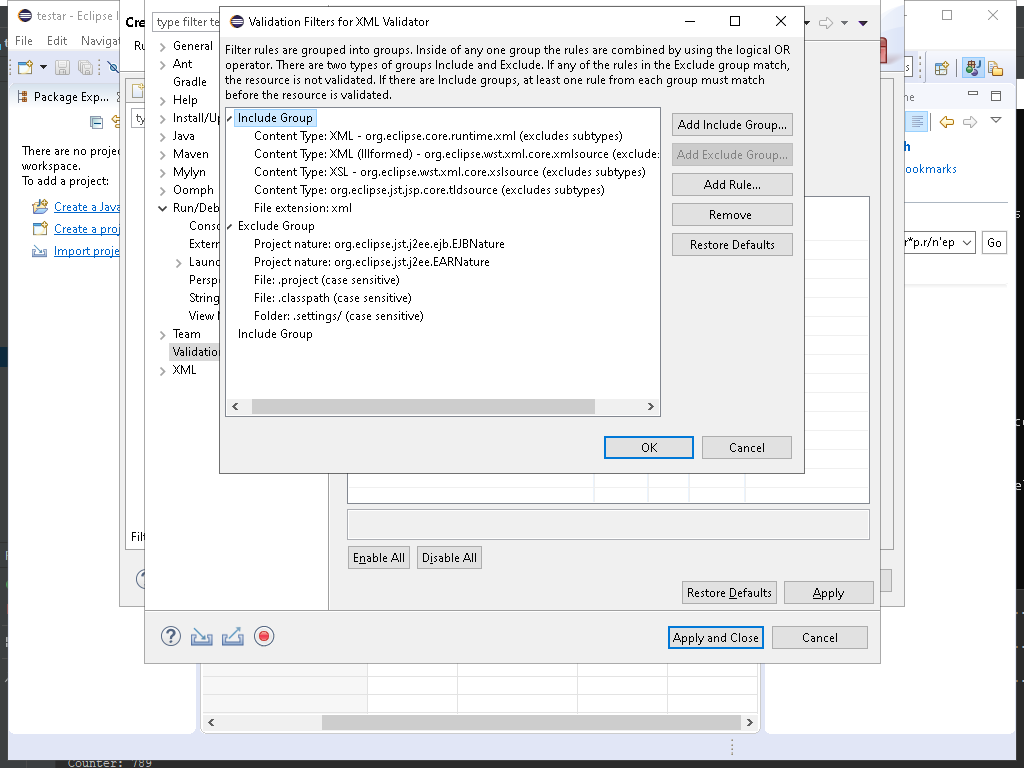 testar - Eclipse
File Edit Navigat
Package Exp...
There are no proje
workspace.
To add a project:
Create a Java
Create a proj
Import proje
type filter te
General
Ant
Gradle
Help
Install/Up
Java
Maven
Mylyn
Oomph
Run/Deb
Conso
Extern
Launc
Perspe
String
View
Team
Validation
XML
Validation Filters for XML Validator
Filter rules are grouped into groups. Inside of any one group the rules are combined by using the logical OR
operator. There are two types of groups Include and Exclude. If any of the rules in the Exclude group match,
the resource is not validated. If there are Include groups, at least one rule from each group must match
before the resource is validated.
Include Group
Content Type: XML - org.eclipse.core.runtime.xml (excludes subtypes)
Content Type: XML (Illformed) - org.eclipse.wst.xml.core.xmlsource (exclude:
Content Type: XSL - org.eclipse.wst.xml.core.xslsource (excludes subtypes)
Content Type: org.eclipse.jst.jsp.core.tldsource (excludes subtypes)
File extension: xml
Exclude Group
Project nature: org.eclipse.jst.j2ee.ejb.EJBNature
Project nature: org.eclipse.jst.j2ee.EARNature
File: .project (case sensitive)
File: .classpath (case sensitive)
Folder: .settings/ (case sensitive)
Include Group
Add Include Group...
Add Exclude Group...
Add Rule...
Remove
Restore Defaults
OK Cancel
Enable All Disable All
Restore Defaults Apply
Apply and Close Cancel
ookmarks
r*p.r/n'ep Go
Counter: 789